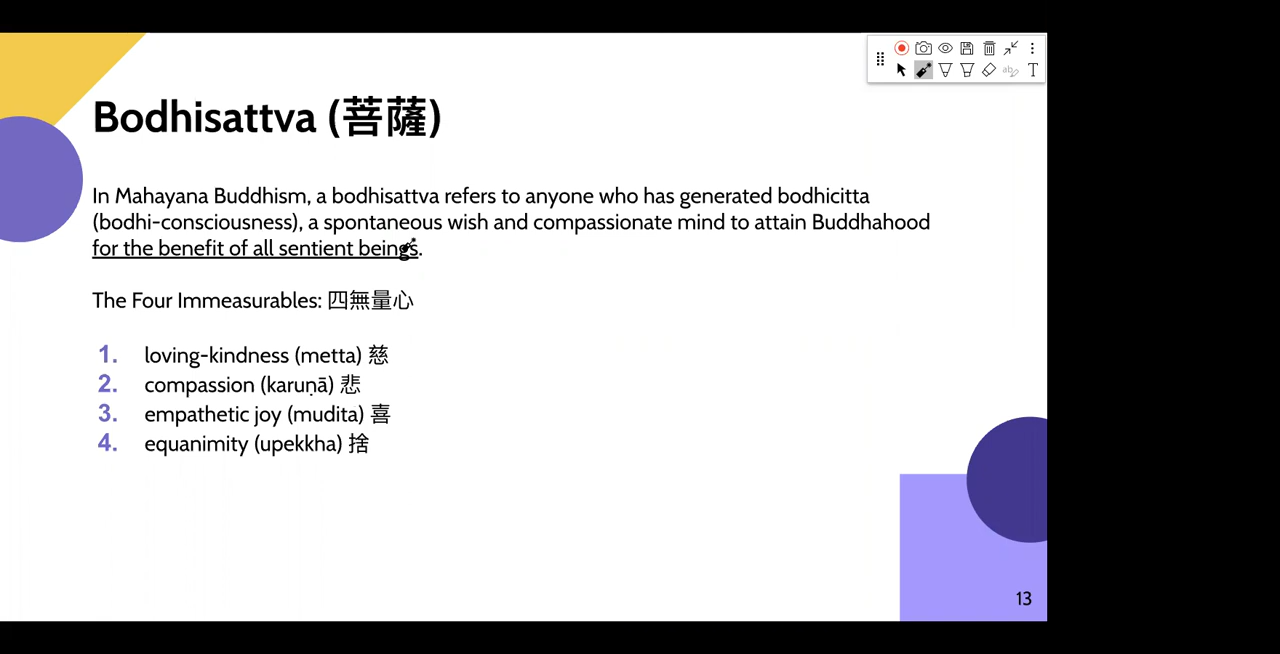 Bodhisattva (菩薩)
In Mahayana Buddhism, a bodhisattva refers to anyone who has generated bodhicitta
(bodhi-consciousness), a spontaneous wish and compassionate mind to attain Buddhahood
for the benefit of all sentient beings.
The Four Immeasurables: 四無量心
1. loving-kindness (metta) 慈
2. compassion (karuṇā) 悲
3. empathetic joy (mudita) 喜
4. equanimity (upekkha) 捨
13